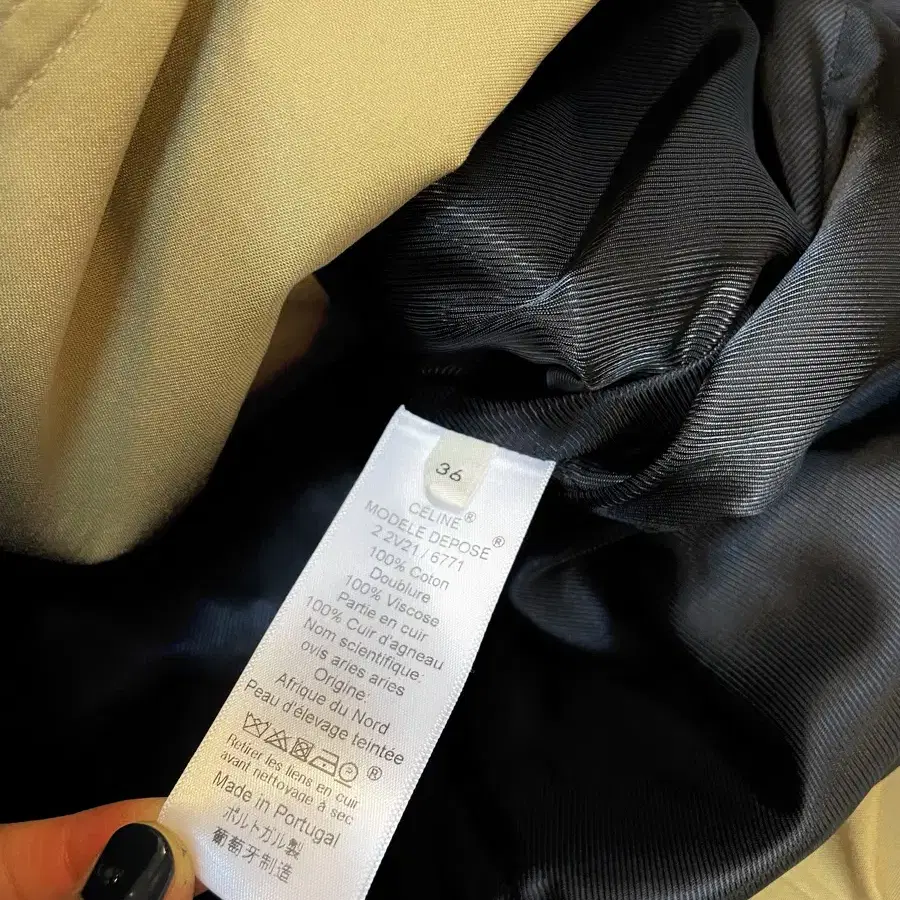 36
CÉLINE®
MODELE DEPOSE®
2 2V21 / 6771
100% Coton
Doublure
100% Viscose
Partie en cuir
100% Cuir d'agneau
Nom scientifique:
ovis aries aries
Origine:
Afrique du Nord
Peau d'élevage teintée
®
Retirer les liens en cuir
avant nettoyage à sec
Made in Portugal
ポルトガル製
葡萄牙制造